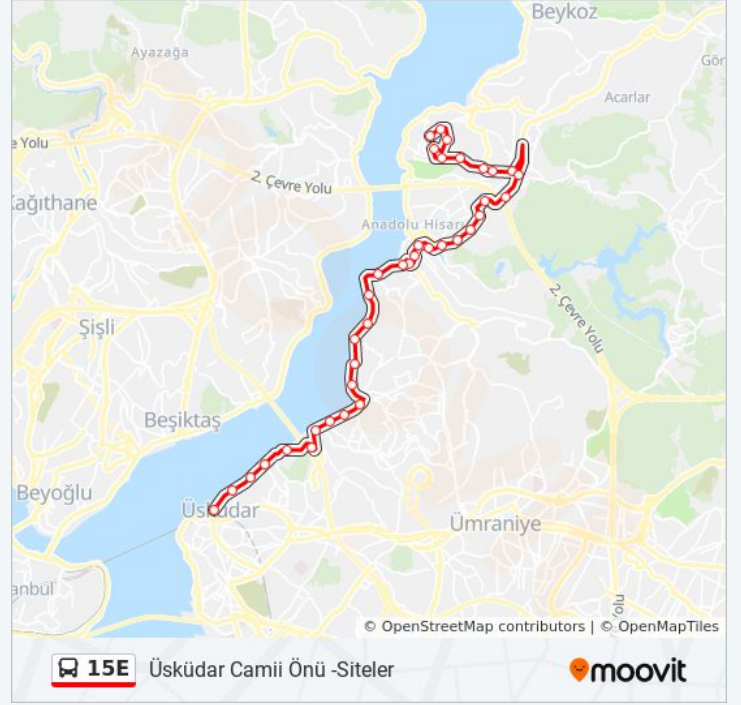 Beykoz
Ayazağa
Gör
Acarlar
e Yolu
2. Çevre Yolu
Kağıthane
Anadolu Hisarı
2. Çevre Yolu
Şişli
Beşiktaş
Beyoğlu
Üsküdar
Ümraniye
anbul
Yolu
© OpenStreetMap contributors | © OpenMapTiles
15E Üsküdar Camii Önü -Siteler
moovit